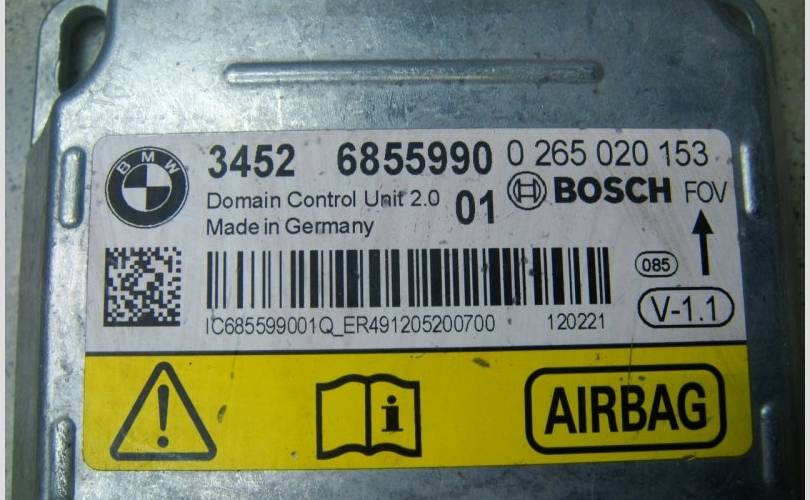 BMW
3452 6855990 0 265 020 153
Domain Control Unit 2.0 01 BOSCH FOV
Made in Germany
085
V-1.1
IC685599001Q_ER491205200700 120221
AIRBAG